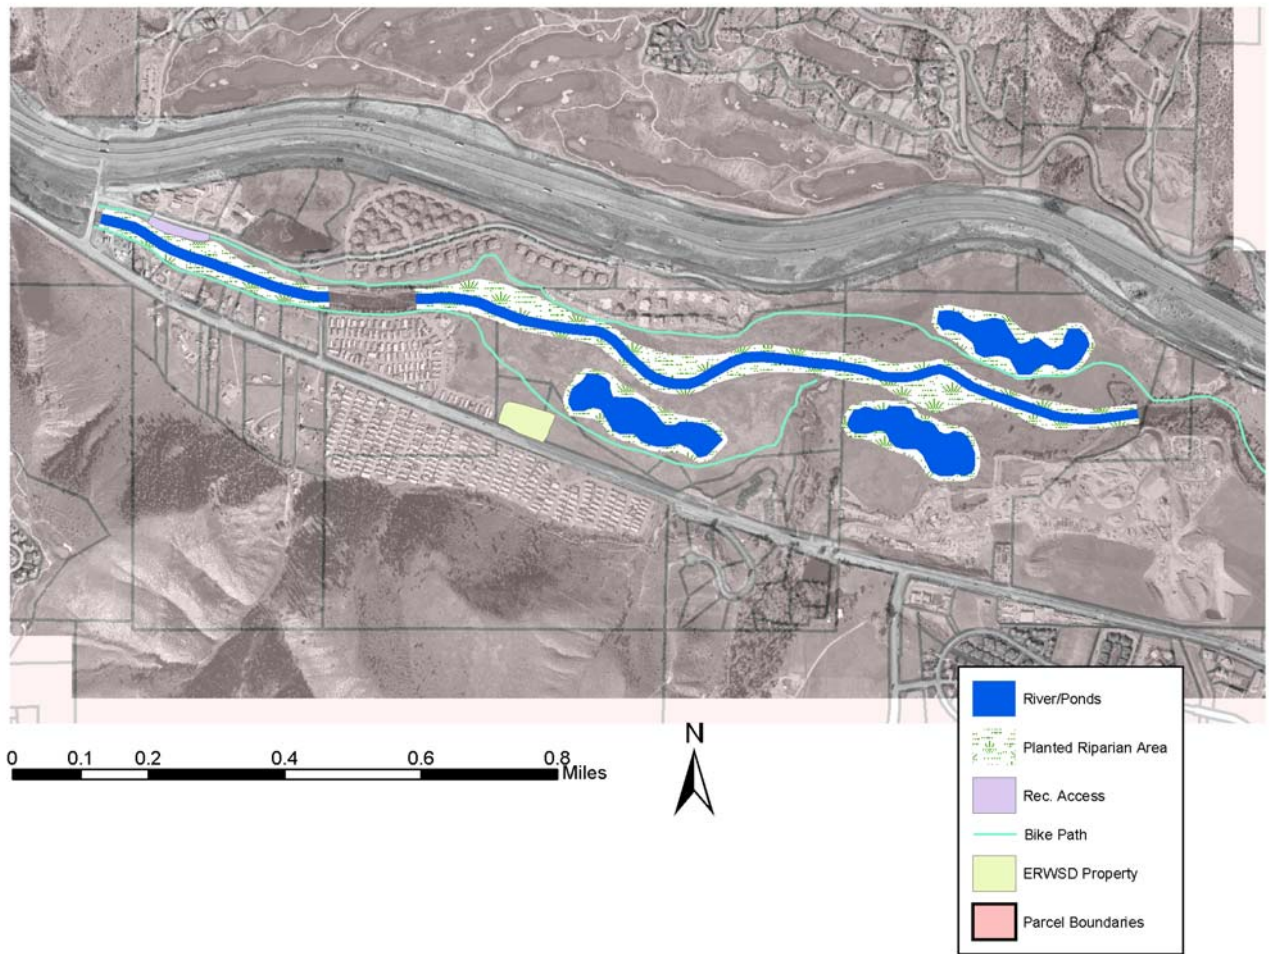 N
0 0.1 0.2 0.4 0.6 0.8
Miles
River/Ponds
Planted Riparian Area
Rec. Access
Bike Path
ERWSD Property
Parcel Boundaries